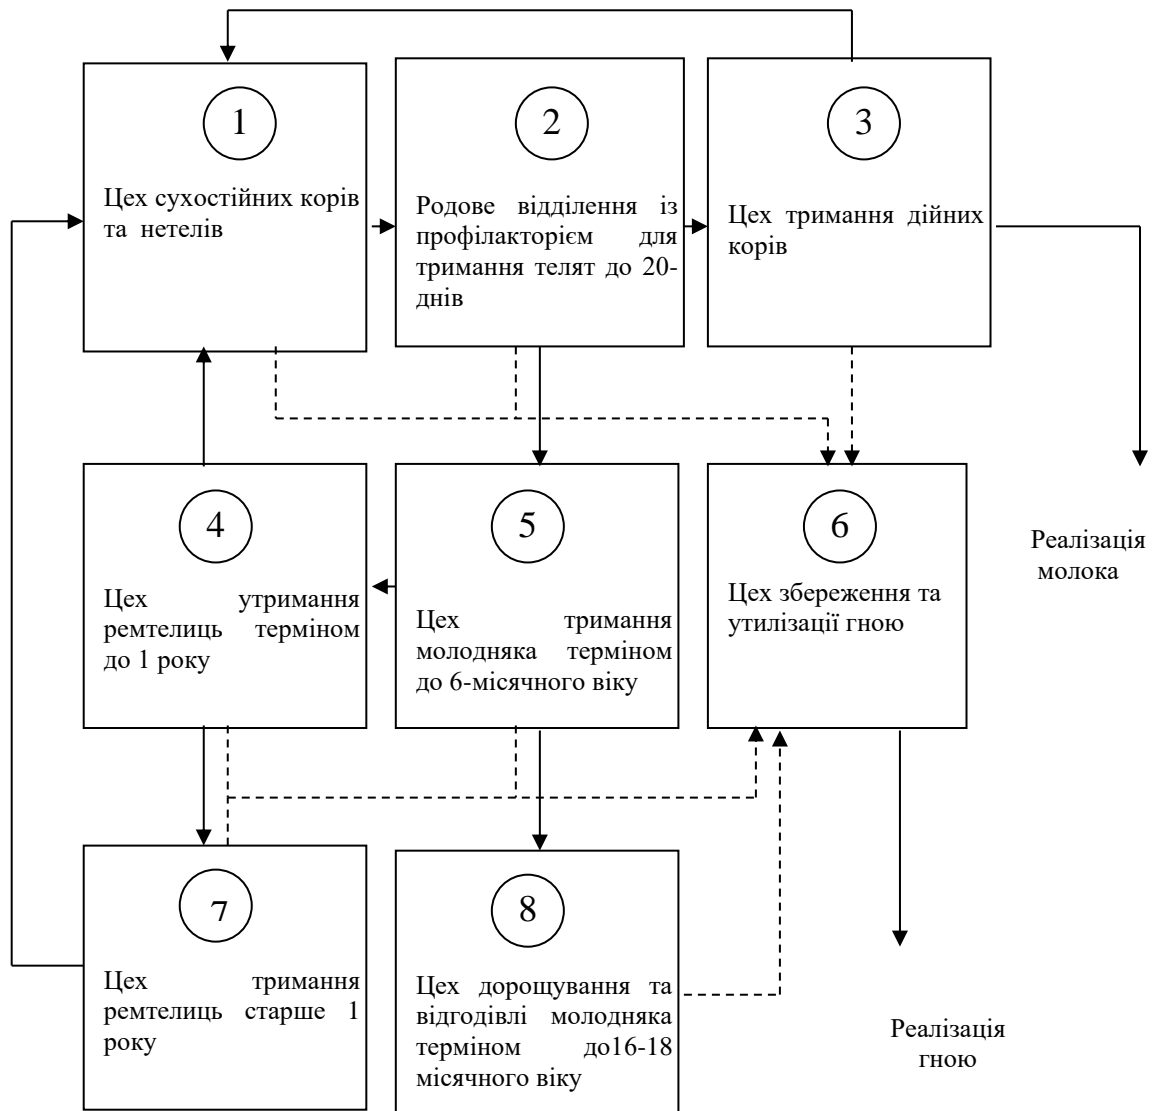 1
Цех сухостійних корів
та нетелів
2
Родове відділення із
профілакторієм для
тримання телят до 20-
днів
3
Цех тримання дійних
корів
4
Цех утримання
ремтелиць терміном
до 1 року
5
Цех тримання
молодняка терміном
до 6-місячного віку
6
Цех збереження та
утилізації гною
Реалізація
молока
7
Цех тримання
ремтелиць старше 1
року
8
Цех дорощування та
відгодівлі молодняка
терміном до16-18
місячного віку
Реалізація
гною